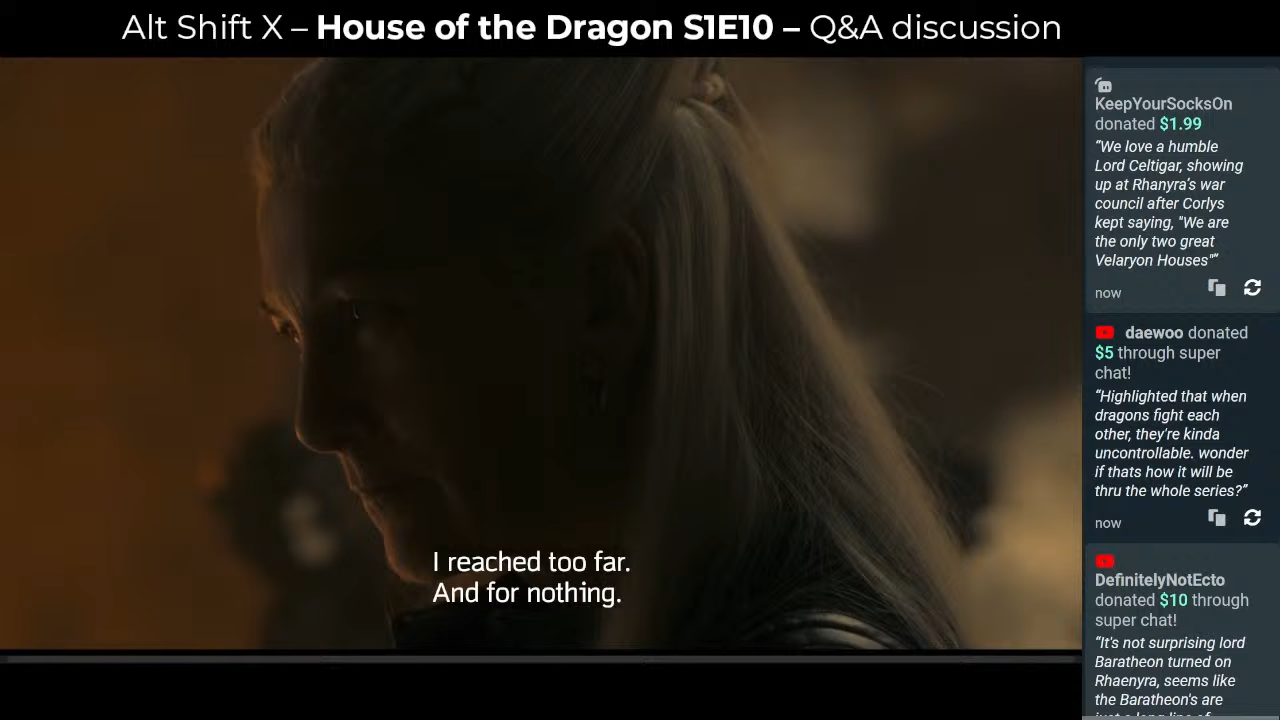 Alt Shift X – House of the Dragon S1E10 – Q&A discussion
I reached too far.
And for nothing.
KeepYourSocksOn
donated $1.99
“We love a humble
Lord Celtigar, showing
up at Rhanyra's war
council after Corlys
kept saying, "We are
the only two great
Velaryon Houses"”
now
daewoo donated
$5 through super
chat!
“Highlighted that when
dragons fight each
other, they're kinda
uncontrollable. wonder
if thats how it will be
thru the whole series?”
now
DefinitelyNotEcto
donated $10 through
super chat!
“It's not surprising lord
Baratheon turned on
Rhaenyra, seems like
the Baratheon's are